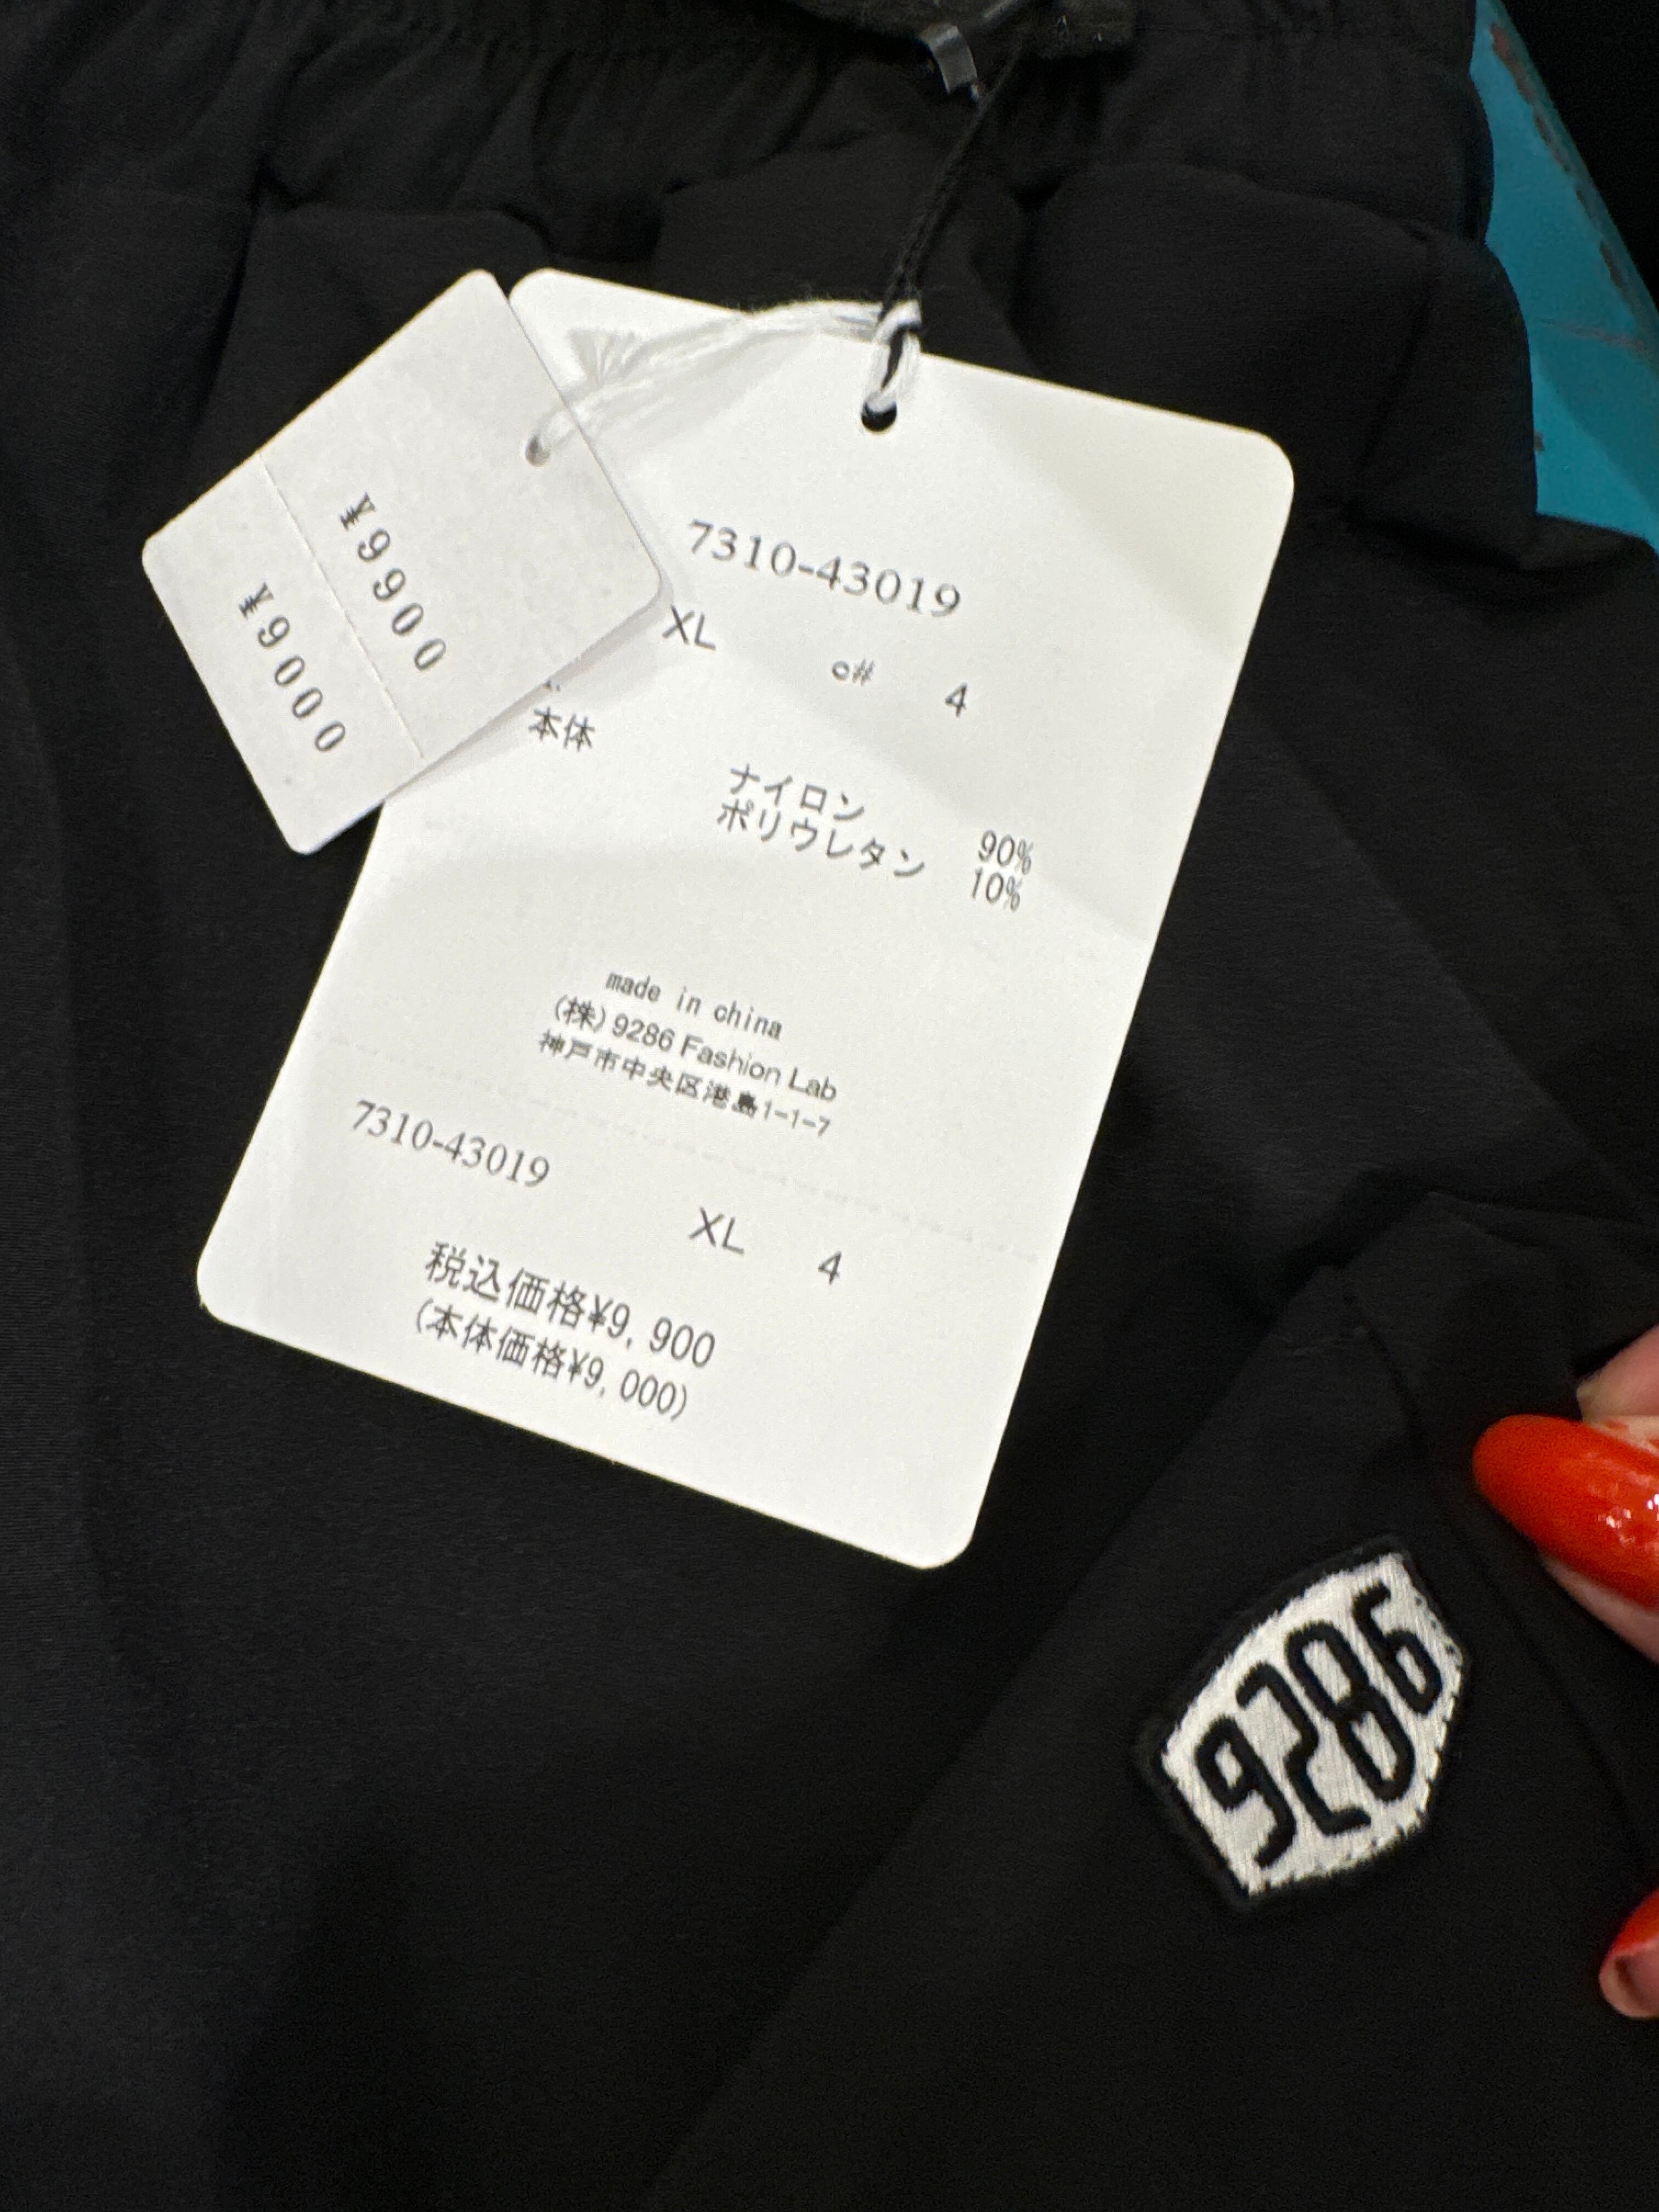 ¥9900
¥9000
7310-43019
XL c# 4
本体
ナイロン 90%
ポリウレタン 10%
made in china
(株)9286 Fashion Lab
神戸市中央区港島1-1-7
7310-43019
XL 4
税込価格¥9,900
(本体価格¥9,000)
9286